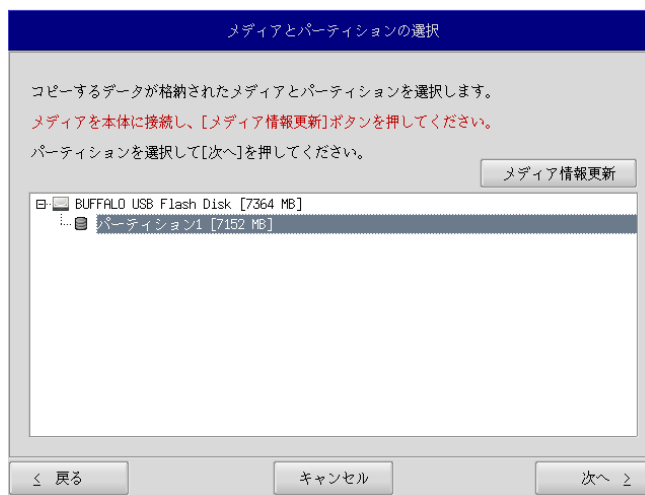 メディアとパーティションの選択
コピーするデータが格納されたメディアとパーティションを選択します。
メディアを本体に接続し、[メディア情報更新]ボタンを押してください。
パーティションを選択して[次へ]を押してください。
メディア情報更新
BUFFALO USB Flash Disk [7364 MB]
パーティション1 [7152 MB]
< 戻る
キャンセル
次へ >